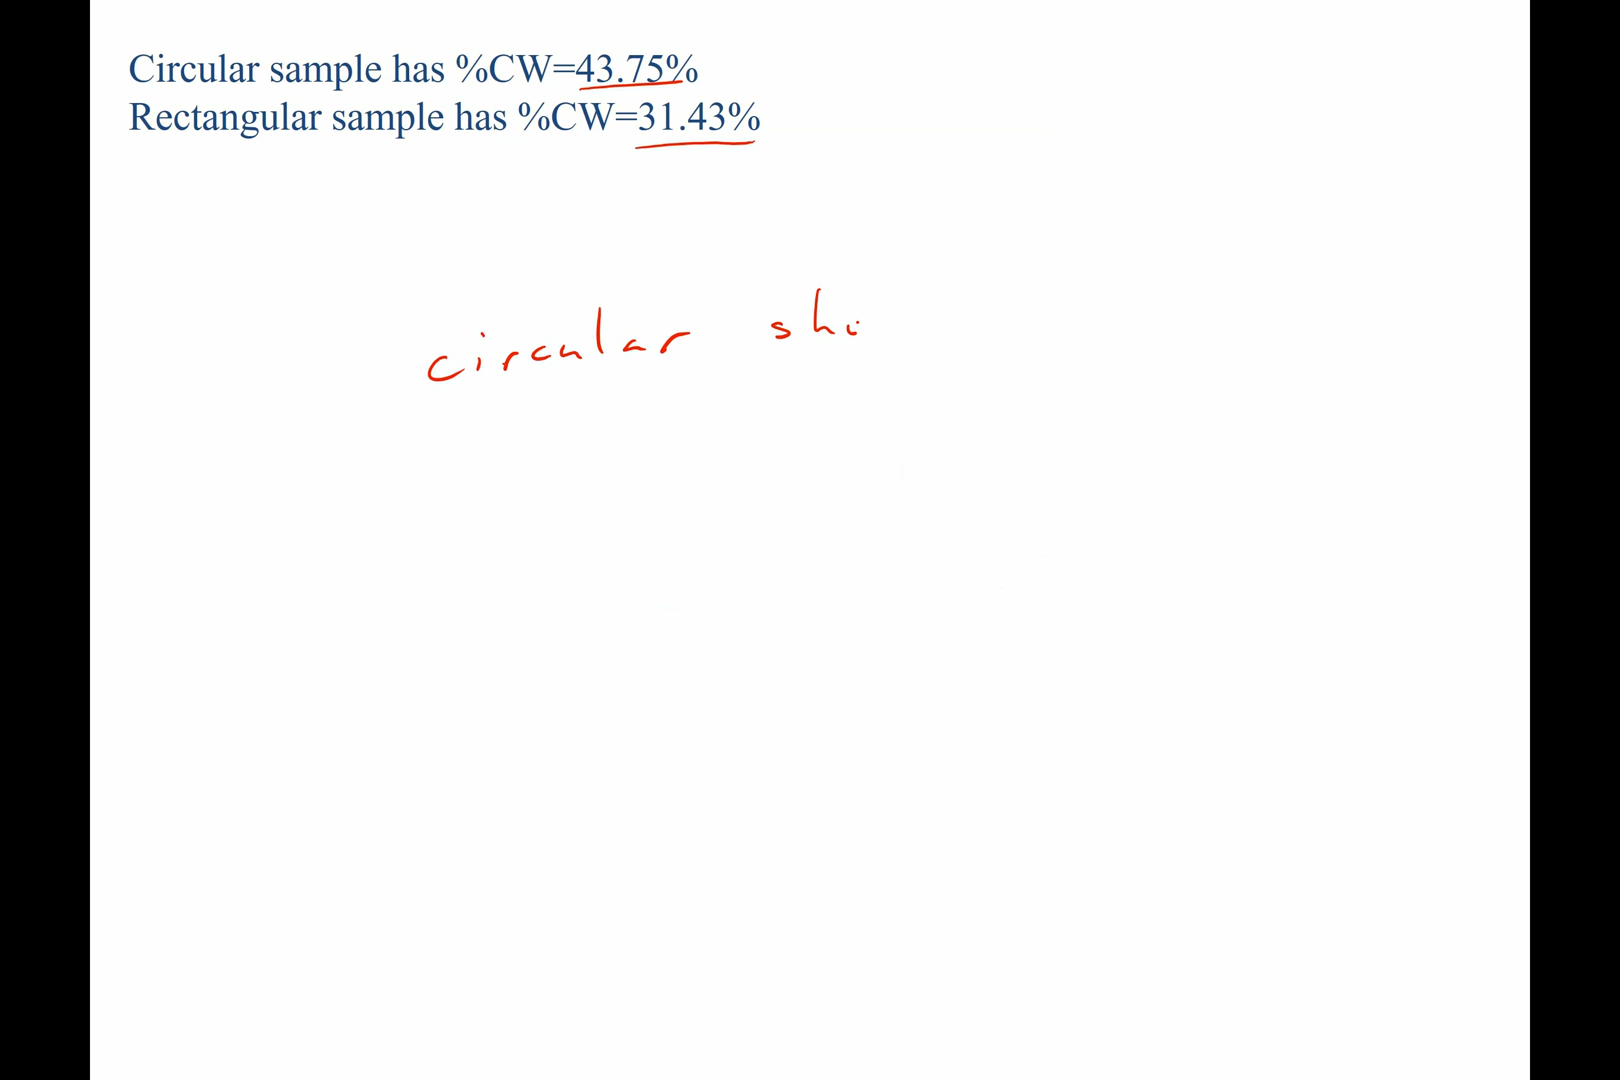 Circular sample has %CW=43.75%
Rectangular sample has %CW=31.43%
circular